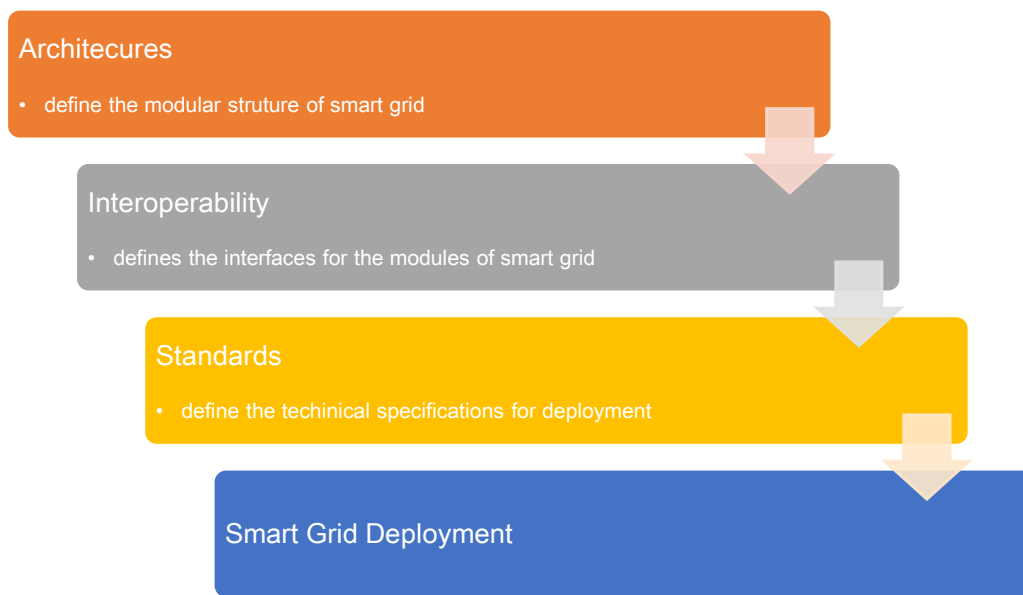 Architecures
• define the modular struture of smart grid
Interoperability
• defines the interfaces for the modules of smart grid
Standards
• define the techinical specifications for deployment
Smart Grid Deployment